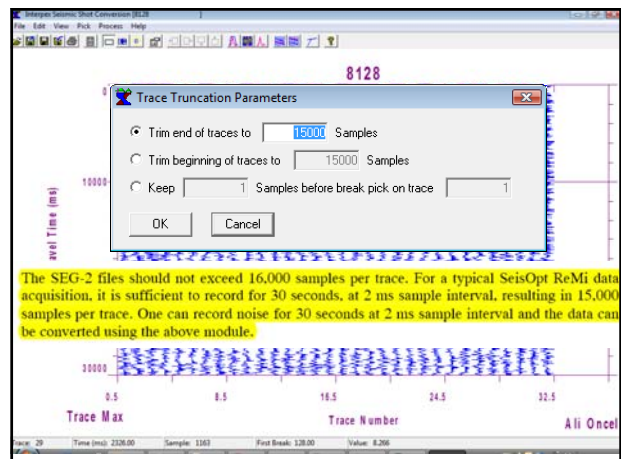 Interpex Seismic Shot Conversion [8128 ]
File Edit View Pick Process Help
8128
Trace Truncation Parameters
Trim end of traces to 15000 Samples
Trim beginning of traces to 15000 Samples
Keep 1 Samples before break pick on trace 1
OK Cancel
0
10000
avel Time (ms)
The SEG-2 files should not exceed 16,000 samples per trace. For a typical SeisOpt ReMi data
acquisition, it is sufficient to record for 30 seconds, at 2 ms sample interval, resulting in 15,000
samples per trace. One can record noise for 30 seconds at 2 ms sample interval and the data can
be converted using the above module.
30000
0.5 8.5 16.5 24.5 32.5
Trace Max Trace Number Ali Oncel
Trace: 29 Time (ms): 2326.00 Sample: 1163 First Break: 128.00 Value: 8.266